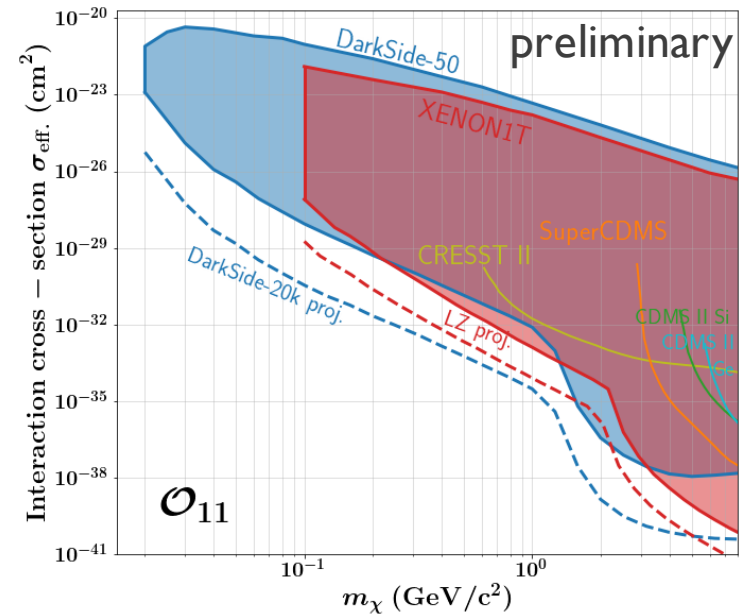 preliminary
DarkSide-50
XENON1T
SuperCDMS
CRESST II
CDMS II Si
CDMS II
Ge
DarkSide-20k proj.
LZ proj.
𝒪₁₁
Interaction cross − section σ_eff. (cm²)
10⁻²⁰
10⁻²³
10⁻²⁶
10⁻²⁹
10⁻³²
10⁻³⁵
10⁻³⁸
10⁻⁴¹
10⁻¹
10⁰
m_χ (GeV/c²)